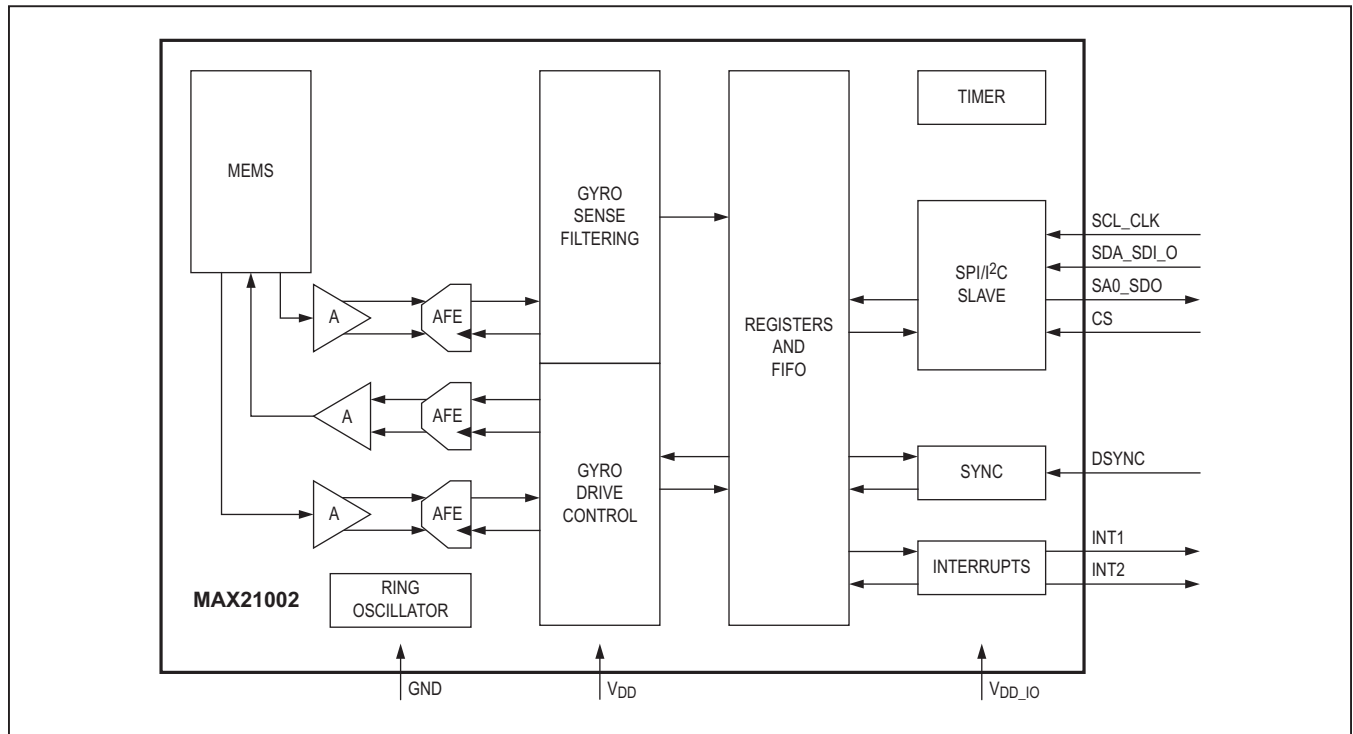 TIMER
MEMS
GYRO
SENSE
FILTERING
SCL_CLK
SDA_SDI_O
SPI/I²C
SLAVE
SA0_SDO
CS
A
AFE
REGISTERS
AND
FIFO
A
AFE
SYNC
DSYNC
GYRO
DRIVE
CONTROL
A
AFE
INT1
INTERRUPTS
INT2
MAX21002
RING
OSCILLATOR
GND
VDD
VDD_IO